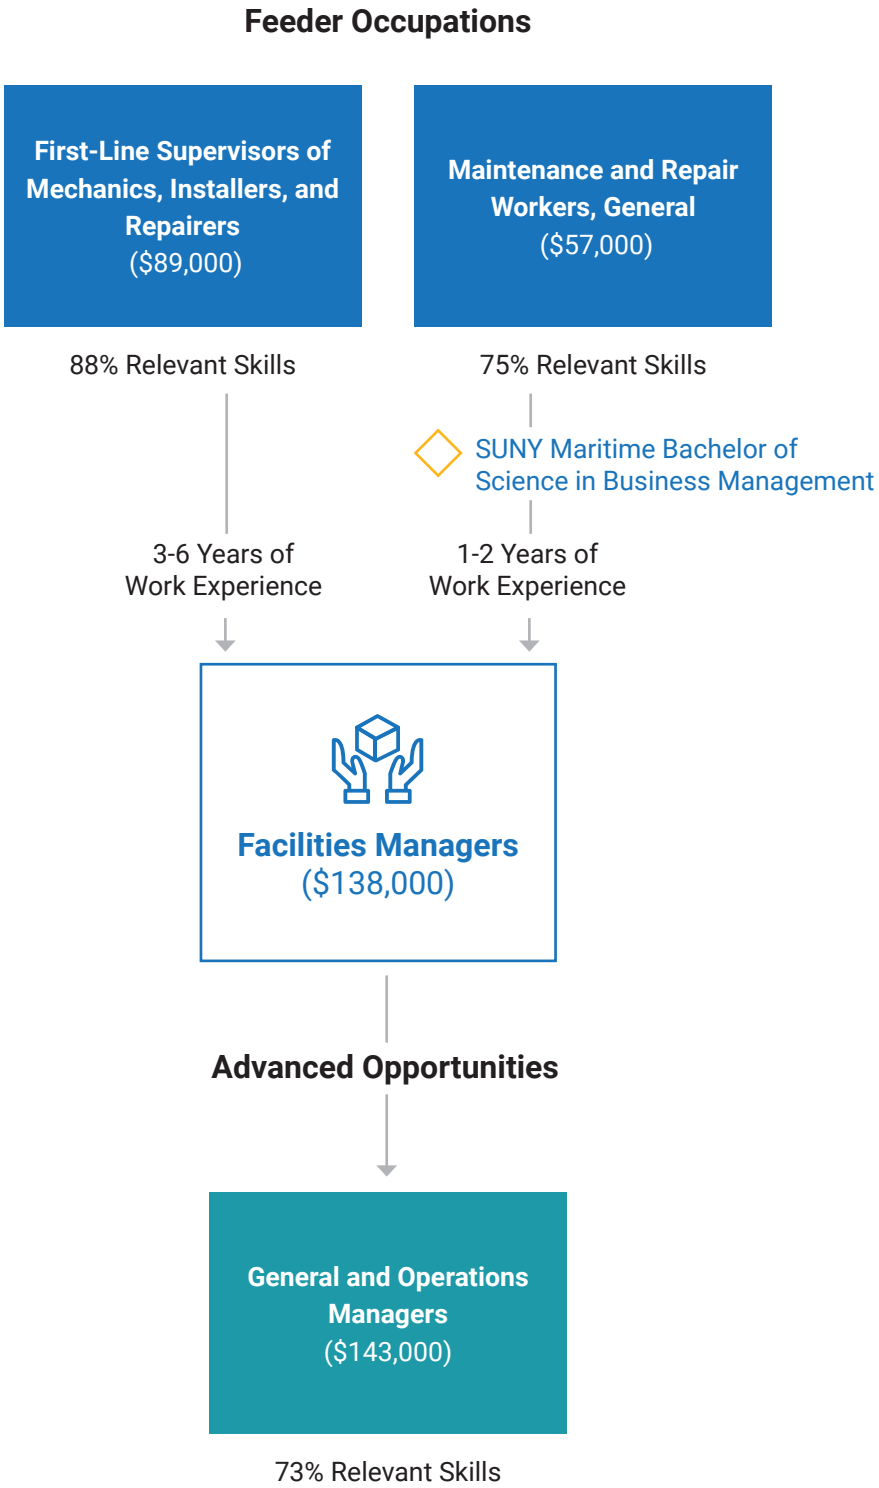 Feeder Occupations
First-Line Supervisors of
Mechanics, Installers, and
Repairers
($89,000)
Maintenance and Repair
Workers, General
($57,000)
88% Relevant Skills
75% Relevant Skills
SUNY Maritime Bachelor of
Science in Business Management
3-6 Years of
Work Experience
1-2 Years of
Work Experience
Facilities Managers
($138,000)
Advanced Opportunities
General and Operations
Managers
($143,000)
73% Relevant Skills